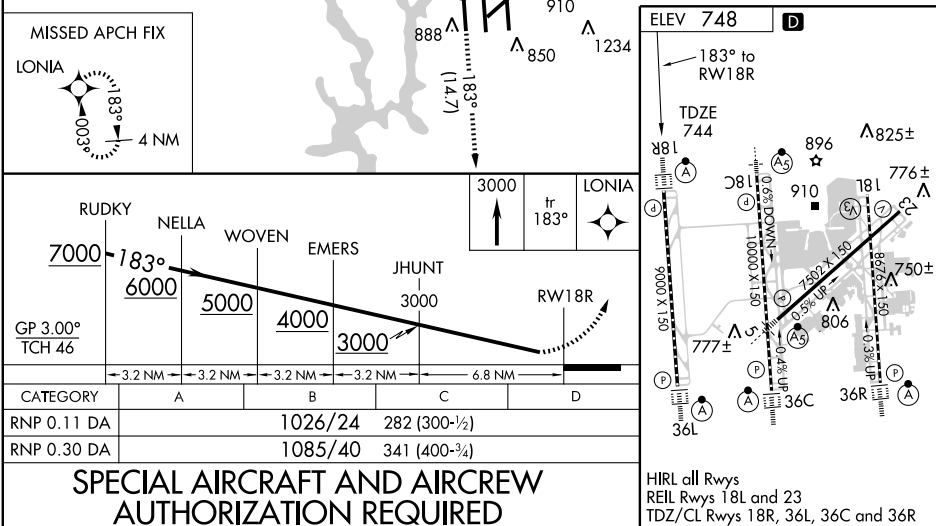 MISSED APCH FIX
LONIA
183°
003°
4 NM
888
850
910
1234
183°
(14.7)
3000
tr
183°
LONIA
RUDKY
NELLA
WOVEN
EMERS
JHUNT
RW18R
7000
183°
6000
5000
4000
3000
3000
GP 3.00°
TCH 46
3.2 NM
3.2 NM
3.2 NM
3.2 NM
6.8 NM
CATEGORY A B C D
RNP 0.11 DA 1026/24 282 (300-½)
RNP 0.30 DA 1085/40 341 (400-¾)
SPECIAL AIRCRAFT AND AIRCREW
AUTHORIZATION REQUIRED
ELEV 748 D
183° to
RW18R
TDZE
744
18R
A
896
825±
A5
18C
910
18L
776±
P
P
V3
V
23
0.6% DOWN
9000 X 150
10000 X 150
7502 X 150
0.5% UP
8676 X 150
750±
P
806
5
A5
777±
0.4% UP
0.3% UP
P
P
P
36L
A
A
36C
36R
A
HIRL all Rwys
REIL Rwys 18L and 23
TDZ/CL Rwys 18R, 36L, 36C and 36R